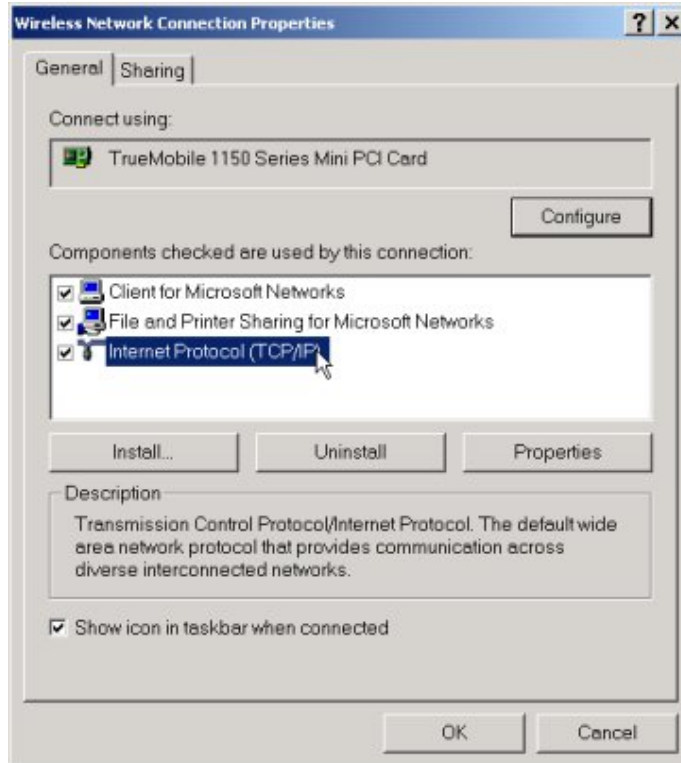 Wireless Network Connection Properties
General Sharing
Connect using:
TrueMobile 1150 Series Mini PCI Card
Configure
Components checked are used by this connection:
Client for Microsoft Networks
File and Printer Sharing for Microsoft Networks
Internet Protocol (TCP/IP)
Install... Uninstall Properties
Description
Transmission Control Protocol/Internet Protocol. The default wide
area network protocol that provides communication across
diverse interconnected networks.
Show icon in taskbar when connected
OK Cancel